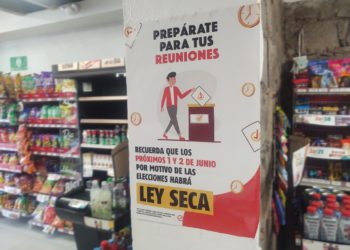 PREPÁRATE
PARA TUS
REUNIONES
RECUERDA QUE LOS
PRÓXIMOS 1 Y 2 DE JUNIO
POR MOTIVO DE LAS
ELECCIONES HABRÁ
LEY SECA